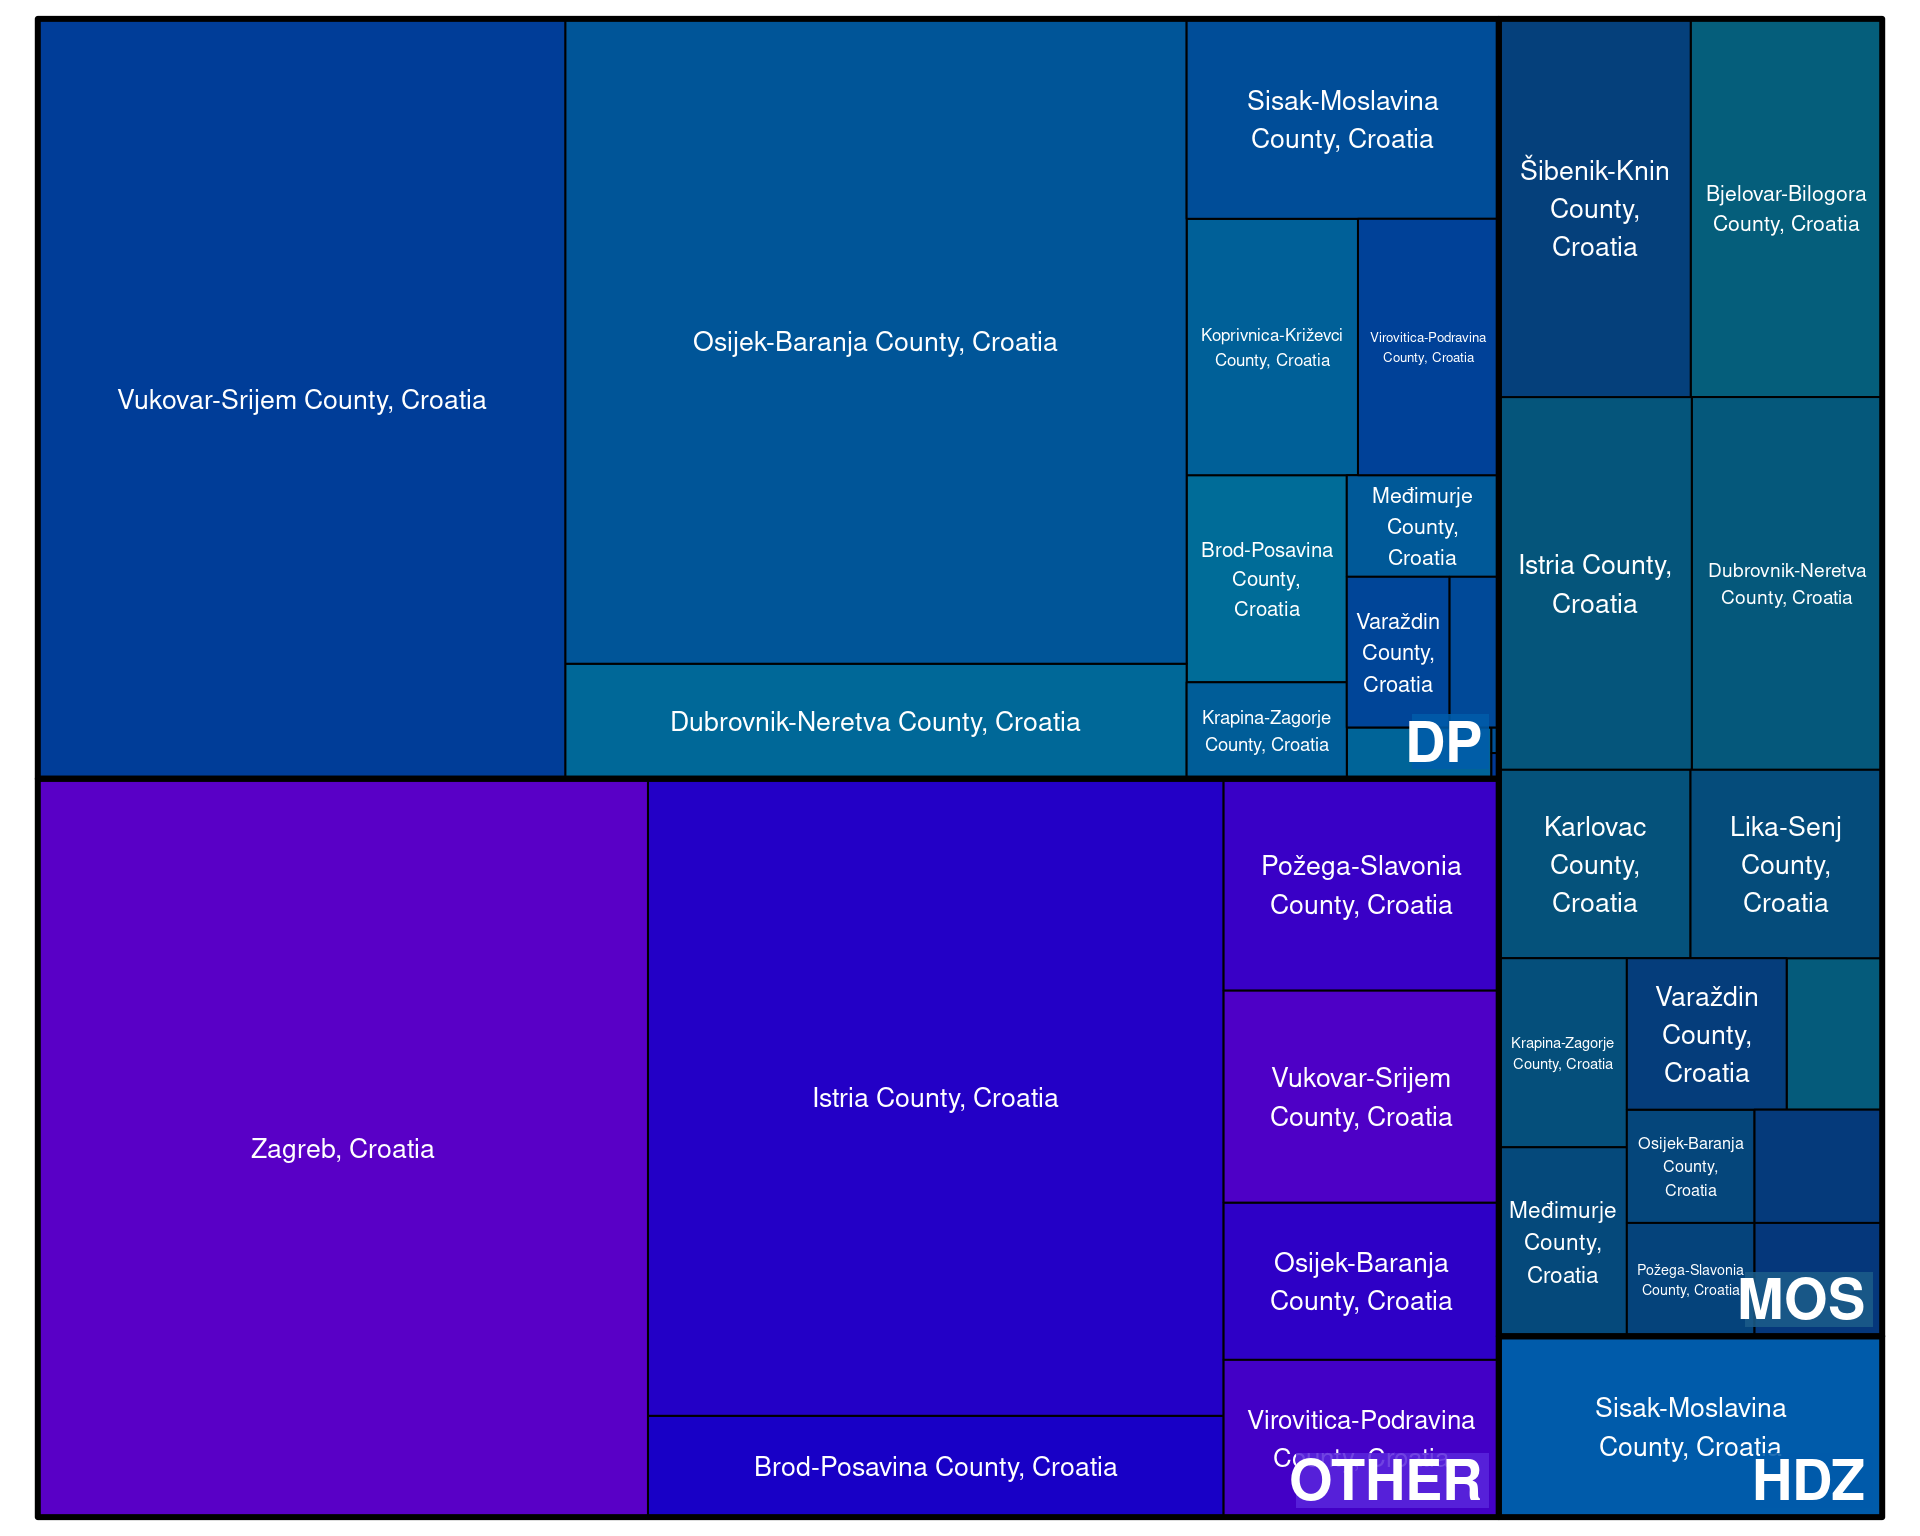 Vukovar-Srijem County, Croatia
Osijek-Baranja County, Croatia
Dubrovnik-Neretva County, Croatia
Sisak-Moslavina
County, Croatia
Koprivnica-Križevci
County, Croatia
Virovitica-Podravina
County, Croatia
Brod-Posavina
County,
Croatia
Međimurje
County,
Croatia
Varaždin
County,
Croatia
Krapina-Zagorje
County, Croatia
DP
Zagreb, Croatia
Istria County, Croatia
Brod-Posavina County, Croatia
Požega-Slavonia
County, Croatia
Vukovar-Srijem
County, Croatia
Osijek-Baranja
County, Croatia
Virovitica-Podravina
County, Croatia
OTHER
Šibenik-Knin
County,
Croatia
Bjelovar-Bilogora
County, Croatia
Istria County,
Croatia
Dubrovnik-Neretva
County, Croatia
Karlovac
County,
Croatia
Lika-Senj
County,
Croatia
Krapina-Zagorje
County, Croatia
Varaždin
County,
Croatia
Međimurje
County,
Croatia
Osijek-Baranja
County,
Croatia
Požega-Slavonia
County, Croatia
MOS
Sisak-Moslavina
County, Croatia
HDZ